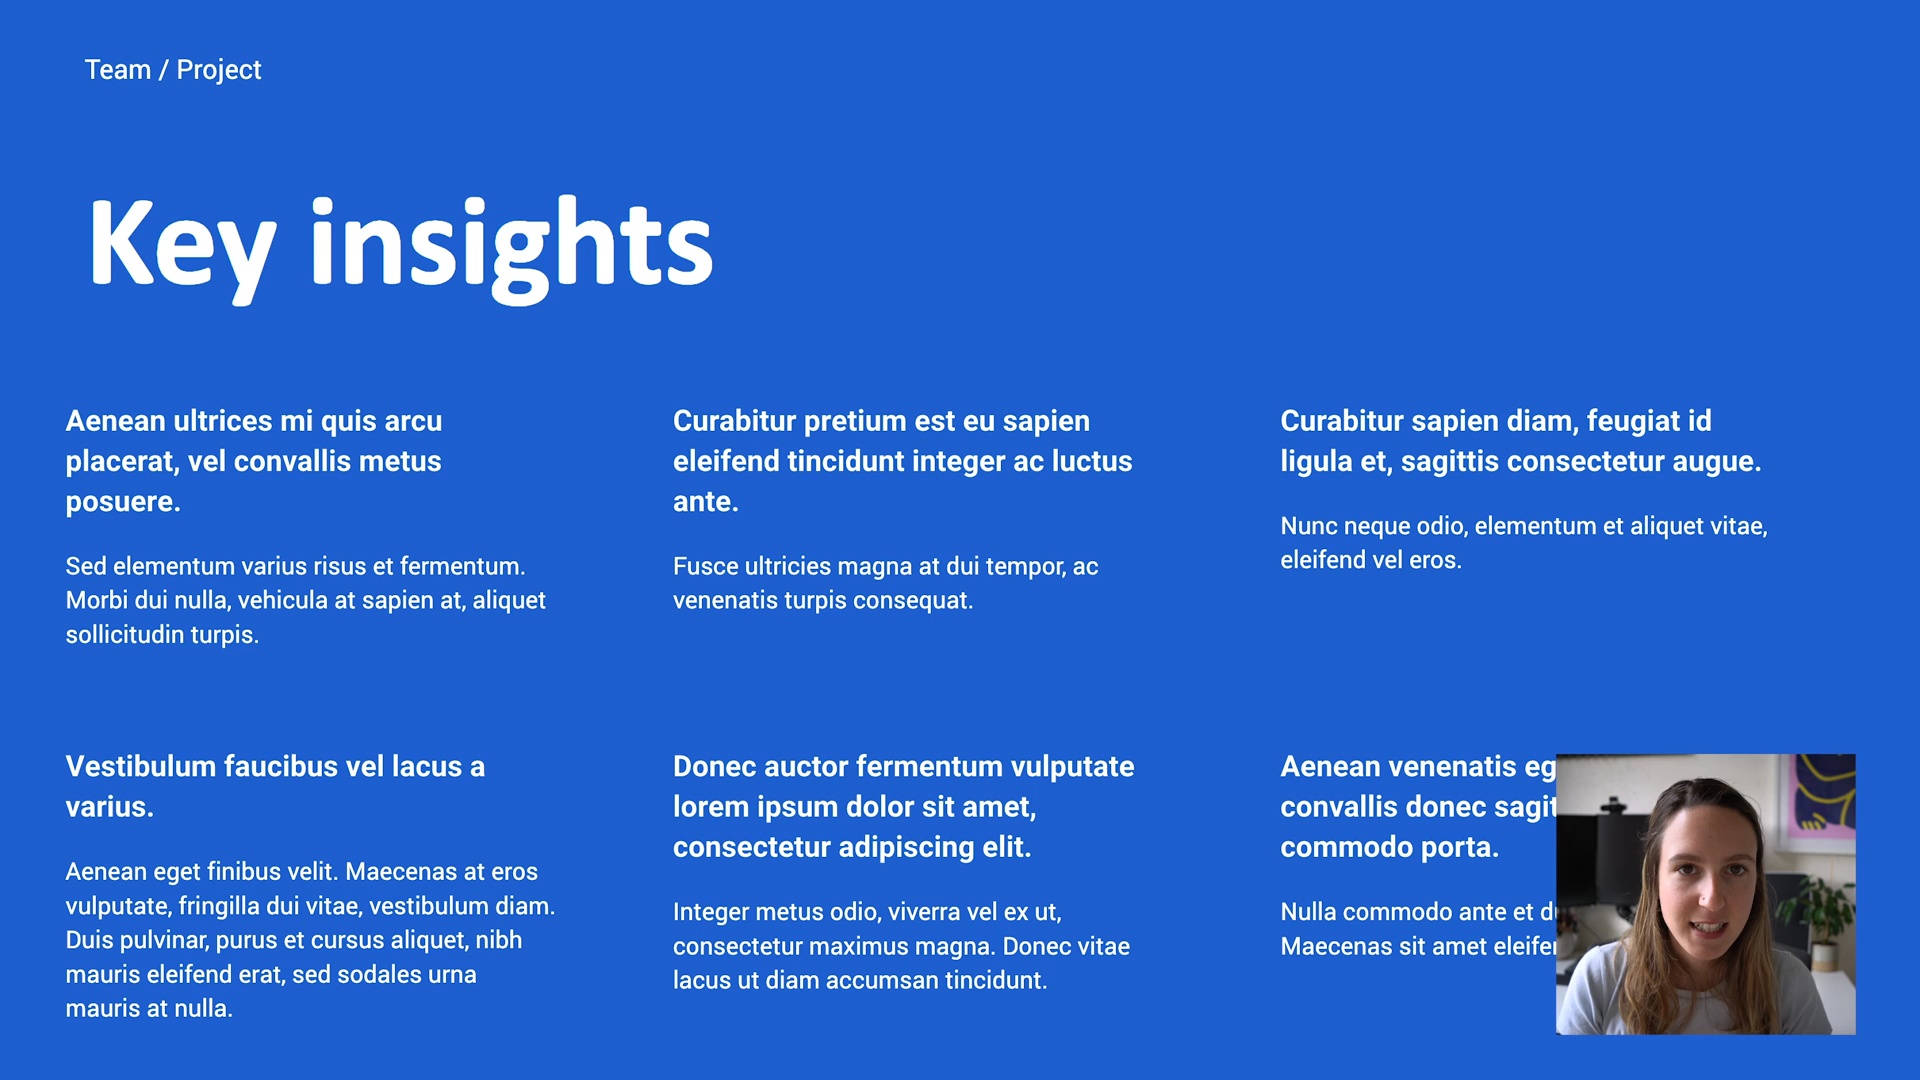 Team / Project
Key insights
Aenean ultrices mi quis arcu
placerat, vel convallis metus
posuere.
Sed elementum varius risus et fermentum.
Morbi dui nulla, vehicula at sapien at, aliquet
sollicitudin turpis.
Curabitur pretium est eu sapien
eleifend tincidunt integer ac luctus
ante.
Fusce ultricies magna at dui tempor, ac
venenatis turpis consequat.
Curabitur sapien diam, feugiat id
ligula et, sagittis consectetur augue.
Nunc neque odio, elementum et aliquet vitae,
eleifend vel eros.
Vestibulum faucibus vel lacus a
varius.
Aenean eget finibus velit. Maecenas at eros
vulputate, fringilla dui vitae, vestibulum diam.
Duis pulvinar, purus et cursus aliquet, nibh
mauris eleifend erat, sed sodales urna
mauris at nulla.
Donec auctor fermentum vulputate
lorem ipsum dolor sit amet,
consectetur adipiscing elit.
Integer metus odio, viverra vel ex ut,
consectetur maximus magna. Donec vitae
lacus ut diam accumsan tincidunt.
Aenean venenatis
convallis donec
commodo porta.
Nulla commodo ante et
Maecenas sit amet